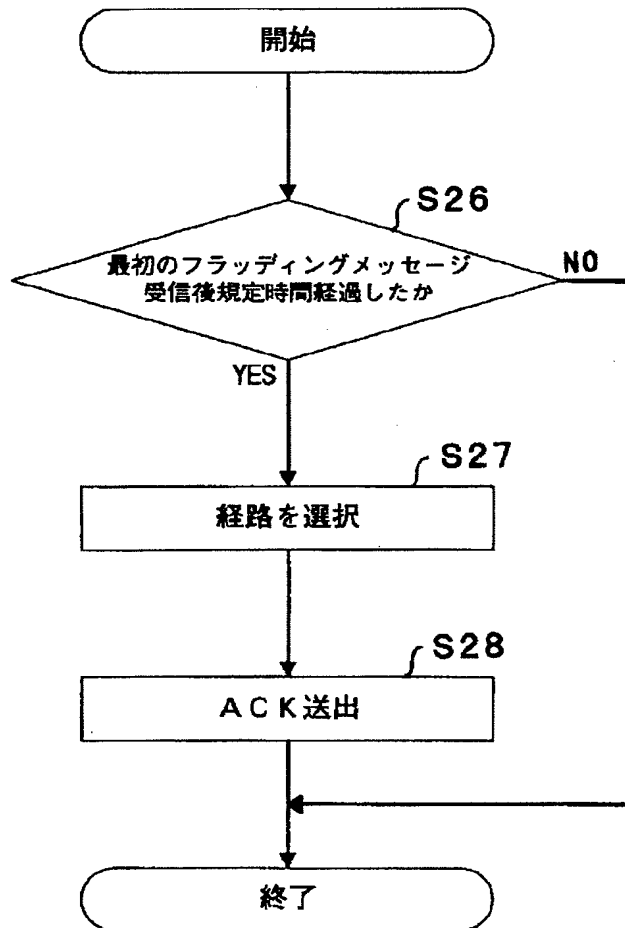 開始
S26
最初のフラッディングメッセージ
受信後規定時間経過したか
NO
YES
S27
経路を選択
S28
ACK送出
終了